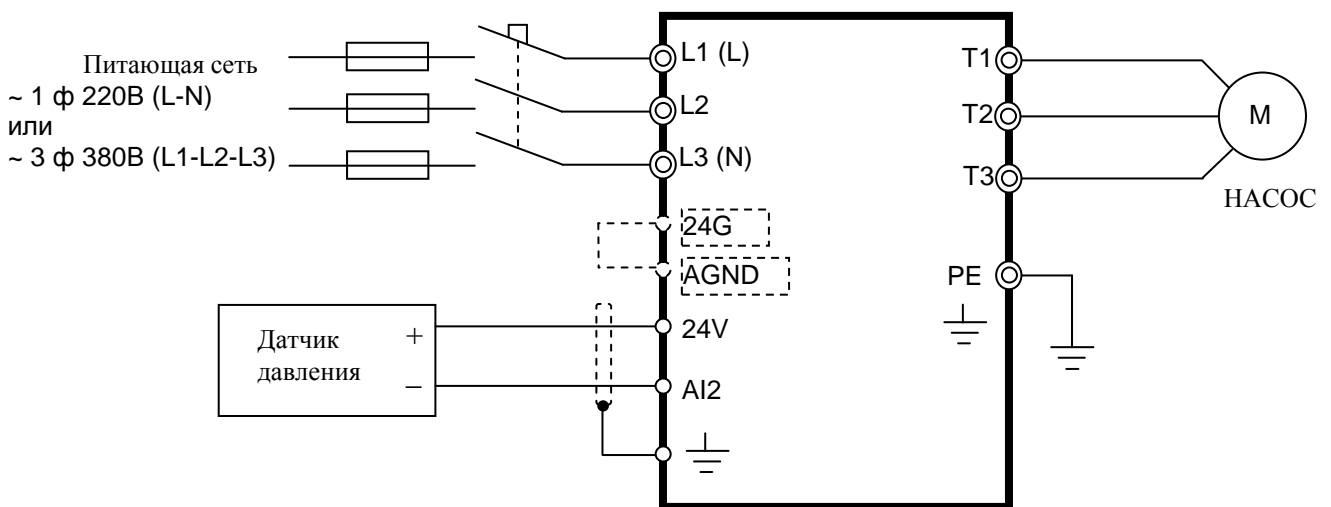 Питающая сеть
~ 1 ф 220В (L-N)
или
~ 3 ф 380В (L1-L2-L3)
L1 (L)
L2
L3 (N)
24G
AGND
24V
AI2
Датчик
давления
+
–
T1
T2
T3
PE
M
НАСОС